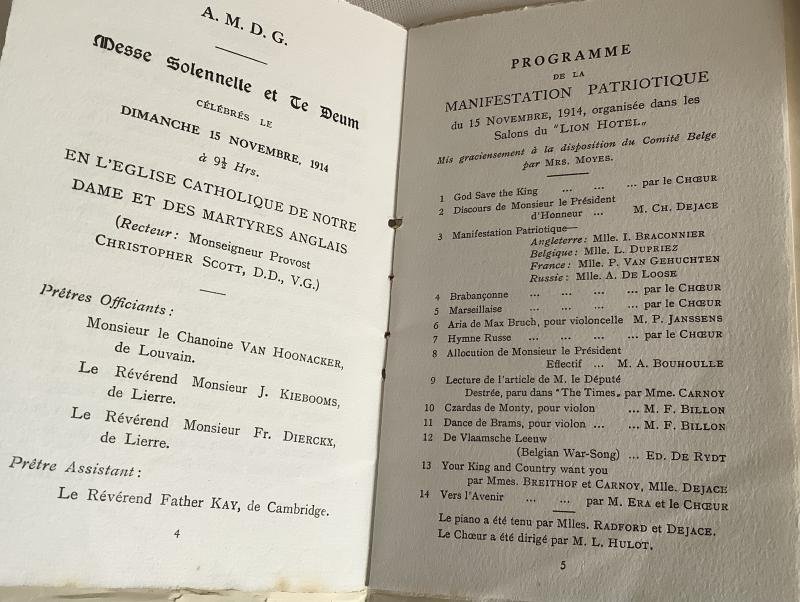 A. M. D. G.
Messe Solennelle et Te Deum
CÉLÉBRÉS LE
DIMANCHE 15 NOVEMBRE, 1914
à 9½ Hrs.
EN L'EGLISE CATHOLIQUE DE NOTRE
DAME ET DES MARTYRES ANGLAIS
(Recteur: Monseigneur Provost
CHRISTOPHER SCOTT, D.D., V.G.)
Prêtres Officiants:
Monsieur le Chanoine VAN HOONACKER,
de Louvain.
Le Révérend Monsieur J. KIEBOOMS,
de Lierre.
Le Révérend Monsieur Fr. DIERCKX,
de Lierre.
Prêtre Assistant:
Le Révérend Father KAY, de Cambridge.
4
PROGRAMME
DE LA
MANIFESTATION PATRIOTIQUE
du 15 NOVEMBRE, 1914, organisée dans les
Salons du "LION HOTEL„
Mis graciensement à la disposition du Comité Belge
par MRS. MOYES.
1 God Save the King ... ... ... par le CHŒUR
2 Discours de Monsieur le Président
d'Honneur ... M. CH. DEJACE
3 Manifestation Patriotique—
Angleterre: Mlle. I. BRACONNIER
Belgique: Mlle. L. DUPRIEZ
France: Mlle. P. VAN GEHUCHTEN
Russie: Mlle. A. DE LOOSE
4 Brabançonne ... ... ... ... par le CHŒUR
5 Marseillaise ... ... ... ... par le CHŒUR
6 Aria de Max Bruch, pour violoncelle M. P. JANSSENS
7 Hymne Russe ... ... ... ... par le CHŒUR
8 Allocution de Monsieur le Président
Effectif ... M. A. BOUHOULLE
9 Lecture de l'article de M. le Député
Destrée, paru dans "The Times„ par Mme. CARNOY
10 Czardas de Monty, pour violon ... M. F. BILLON
11 Dance de Brams, pour violon ... ... M. F. BILLON
12 De Vlaamsche Leeuw
(Belgian War-Song) ... ED. DE RYDT
13 Your King and Country want you
par Mmes. BREITHOF et CARNOY, Mlle. DEJACE
14 Vers l'Avenir ... ... par M. ERA et le CHŒUR
Le piano a été tenu par Mlles. RADFORD et DEJACE.
Le Chœur a été dirigé par M. L. HULOT.
5